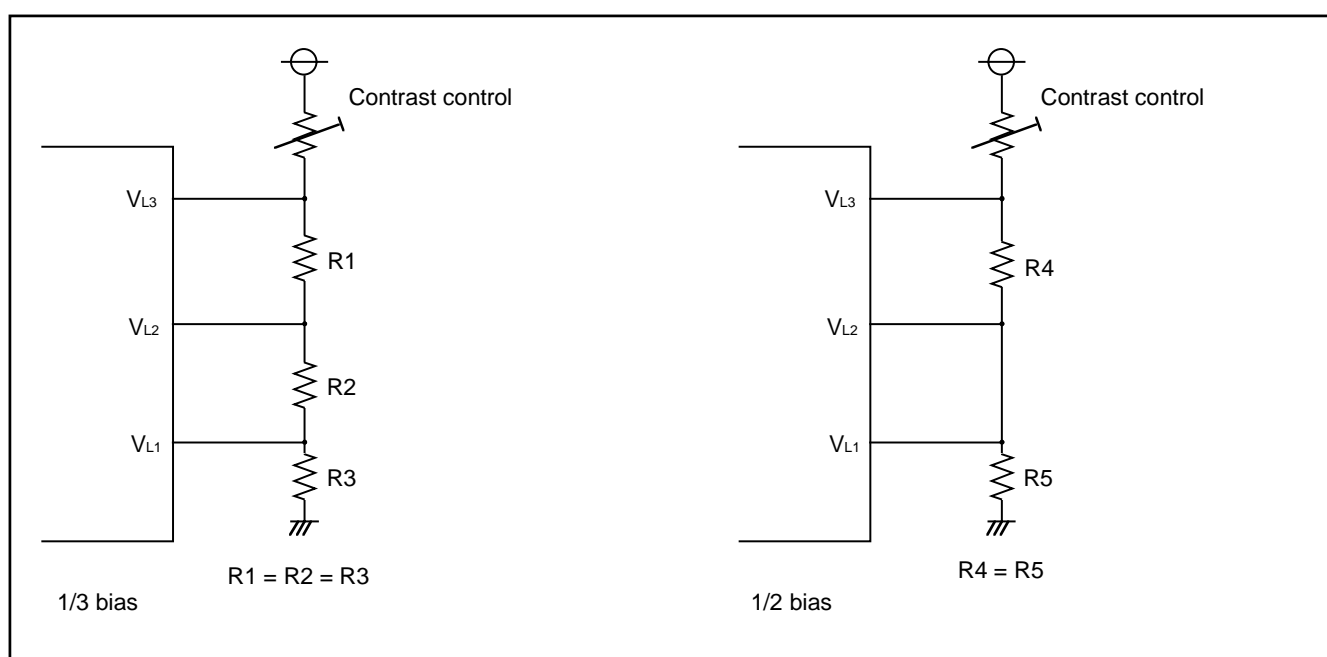 Contrast control
VL3
R1
VL2
R2
VL1
R3
R1 = R2 = R3
1/3 bias
Contrast control
VL3
R4
VL2
VL1
R5
R4 = R5
1/2 bias